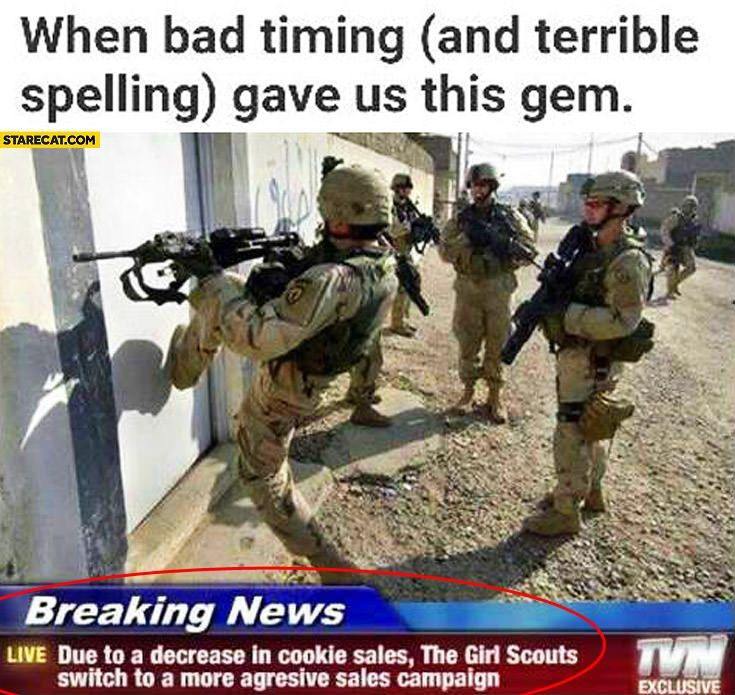 When bad timing (and terrible
spelling) gave us this gem.
STARECAT.COM
Breaking News
LIVE Due to a decrease in cookie sales, The Girl Scouts
switch to a more agresive sales campaign
TVN
EXCLUSIVE